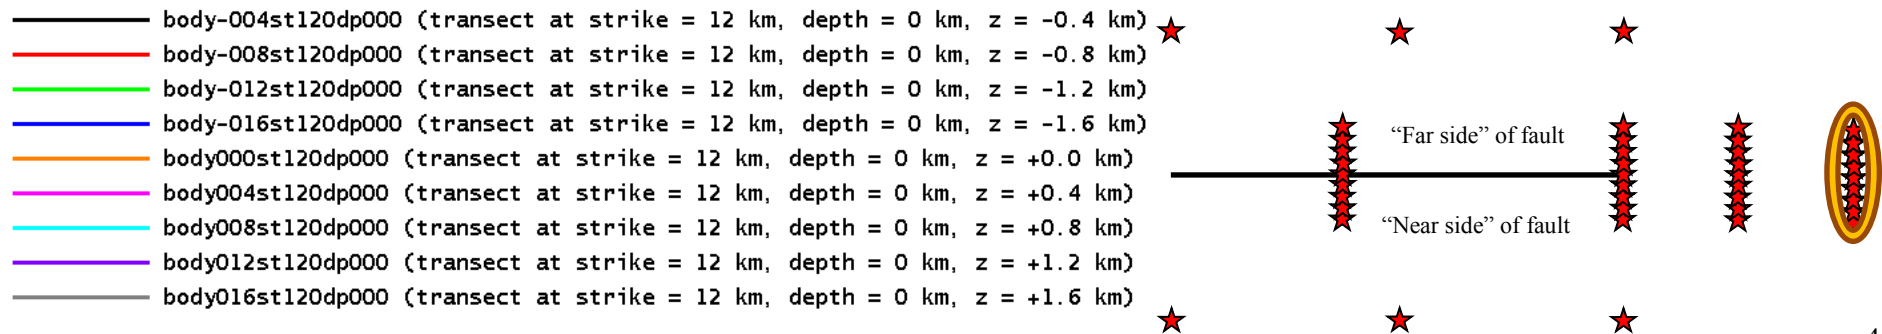 body-004st120dp000 (transect at strike = 12 km, depth = 0 km, z = -0.4 km)
body-008st120dp000 (transect at strike = 12 km, depth = 0 km, z = -0.8 km)
body-012st120dp000 (transect at strike = 12 km, depth = 0 km, z = -1.2 km)
body-016st120dp000 (transect at strike = 12 km, depth = 0 km, z = -1.6 km)
body000st120dp000 (transect at strike = 12 km, depth = 0 km, z = +0.0 km)
body004st120dp000 (transect at strike = 12 km, depth = 0 km, z = +0.4 km)
body008st120dp000 (transect at strike = 12 km, depth = 0 km, z = +0.8 km)
body012st120dp000 (transect at strike = 12 km, depth = 0 km, z = +1.2 km)
body016st120dp000 (transect at strike = 12 km, depth = 0 km, z = +1.6 km)
“Far side” of fault
“Near side” of fault